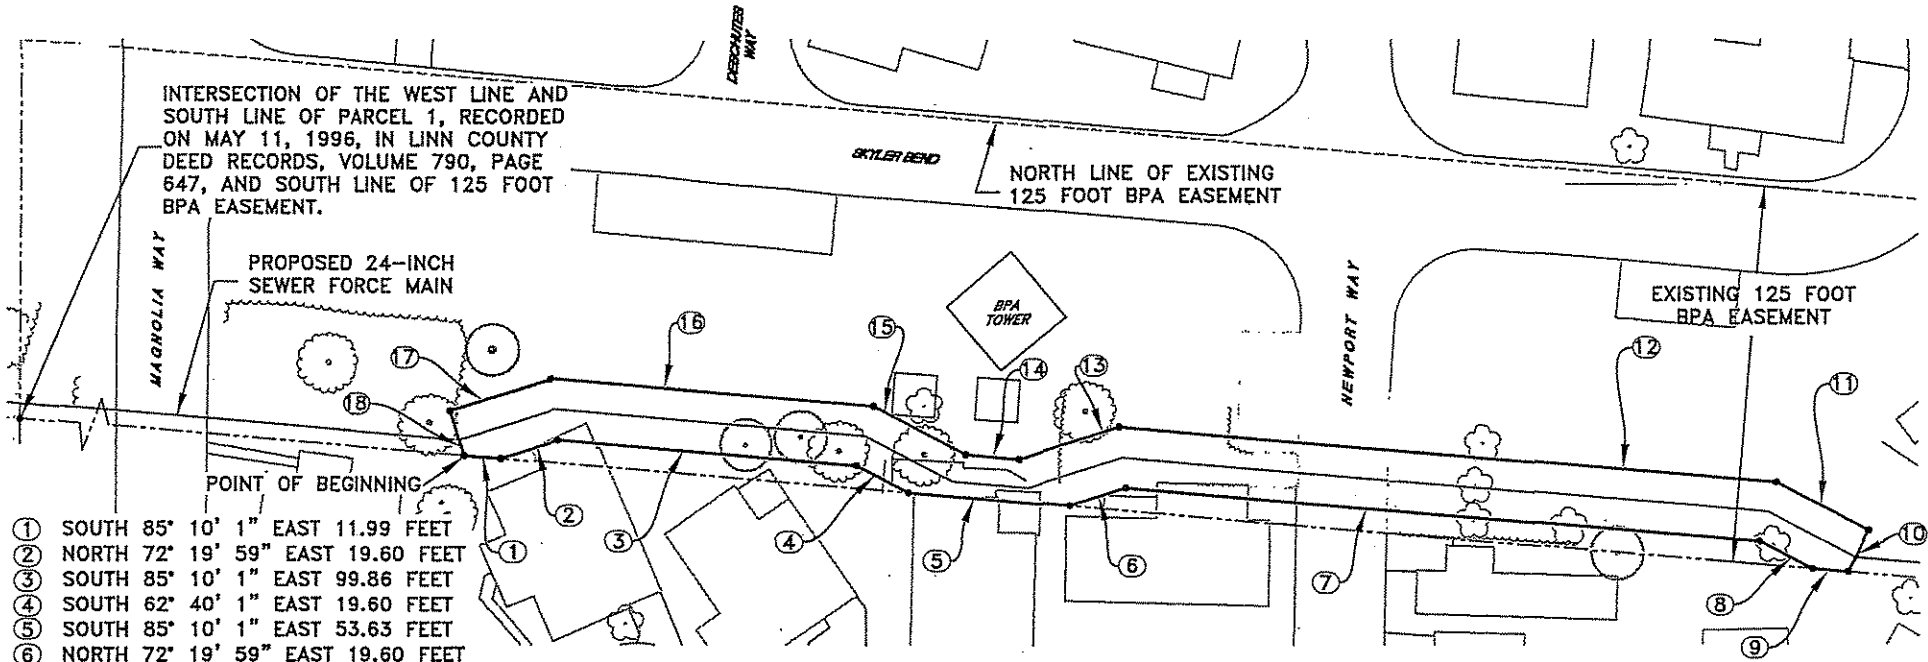 DESCHUTES
WAY
INTERSECTION OF THE WEST LINE AND
SOUTH LINE OF PARCEL 1, RECORDED
ON MAY 11, 1996, IN LINN COUNTY
DEED RECORDS, VOLUME 790, PAGE
647, AND SOUTH LINE OF 125 FOOT
BPA EASEMENT.
SKYLER BEND
NORTH LINE OF EXISTING
125 FOOT BPA EASEMENT
MAGNOLIA WAY
PROPOSED 24-INCH
SEWER FORCE MAIN
BPA
TOWER
NEWPORT WAY
EXISTING 125 FOOT
BPA EASEMENT
16
15
17
14
13
12
11
18
10
POINT OF BEGINNING
1
2
3
4
5
6
7
8
9
① SOUTH 85° 10' 1" EAST 11.99 FEET
② NORTH 72° 19' 59" EAST 19.60 FEET
③ SOUTH 85° 10' 1" EAST 99.86 FEET
④ SOUTH 62° 40' 1" EAST 19.60 FEET
⑤ SOUTH 85° 10' 1" EAST 53.63 FEET
⑥ NORTH 72° 19' 59" EAST 19.60 FEET